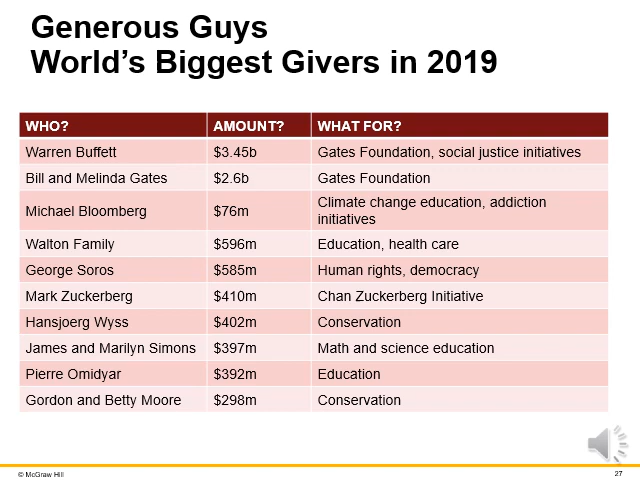 Generous Guys
World’s Biggest Givers in 2019
WHO? AMOUNT? WHAT FOR?
Warren Buffett $3.45b Gates Foundation, social justice initiatives
Bill and Melinda Gates $2.6b Gates Foundation
Michael Bloomberg $76m Climate change education, addiction
initiatives
Walton Family $596m Education, health care
George Soros $585m Human rights, democracy
Mark Zuckerberg $410m Chan Zuckerberg Initiative
Hansjoerg Wyss $402m Conservation
James and Marilyn Simons $397m Math and science education
Pierre Omidyar $392m Education
Gordon and Betty Moore $298m Conservation
© McGraw Hill 27